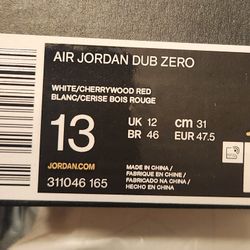 AIR JORDAN DUB ZERO
WHITE/CHERRYWOOD RED
BLANC/CERISE BOIS ROUGE
13
UK 12 cm 31
BR 46 EUR 47.5
JORDAN.COM
311046 165
MADE IN CHINA /
FABRIQUE EN CHINE /
FABRICADO NA CHINA /
HECHO EN CHINA